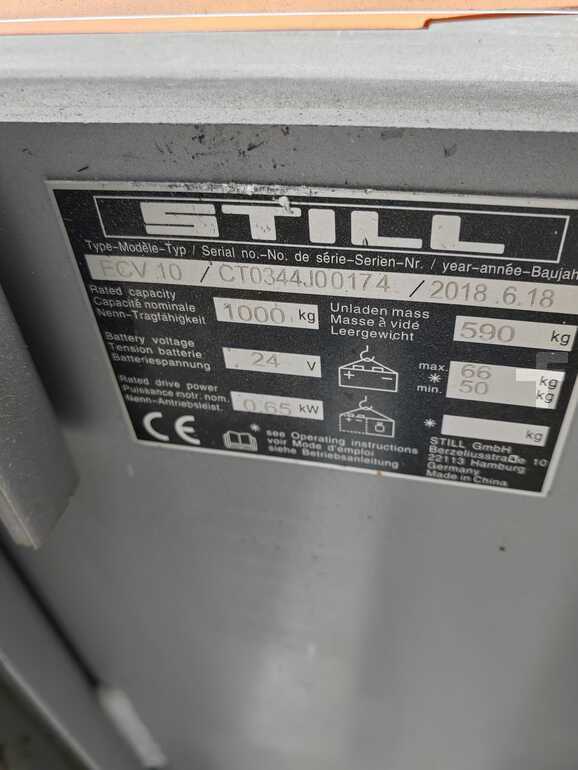 STILL
Type-Modèle-Typ / Serial no.-No. de série-Serien-Nr. / year-année-Baujah
ECV 10 / CT0344J00174 / 2018.6.18
Rated capacity
Capacité nominale
Nenn-Tragfähigkeit
1000 kg
Unladen mass
Masse à vide
Leergewicht
590 kg
Battery voltage
Tension batterie
Batteriespannung
24 V
max. 66 kg
*
min. 50 kg
Rated drive power
Puissance motr. nom.
Nenn-Antriebsleist.
0,65 kW
* kg
CE
* see Operating instructions
voir Mode d'emploi
siehe Betriebsanleitung
STILL GmbH
Berzeliusstraße 10
22113 Hamburg
Germany
Made in China